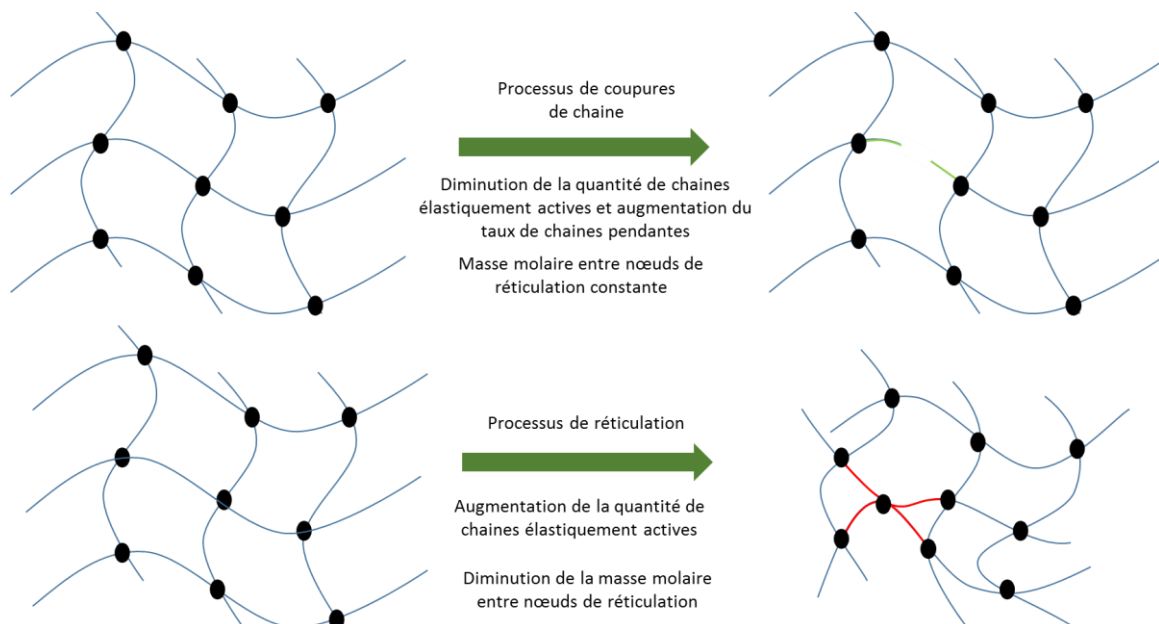 Processus de coupures
de chaine
Diminution de la quantité de chaines
élastiquement actives et augmentation du
taux de chaines pendantes
Masse molaire entre nœuds de
réticulation constante
Processus de réticulation
Augmentation de la quantité de
chaines élastiquement actives
Diminution de la masse molaire
entre nœuds de réticulation